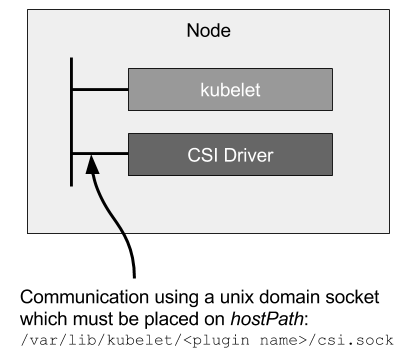 Node
kubelet
CSI Driver
Communication using a unix domain socket
which must be placed on hostPath:
/var/lib/kubelet/<plugin name>/csi.sock